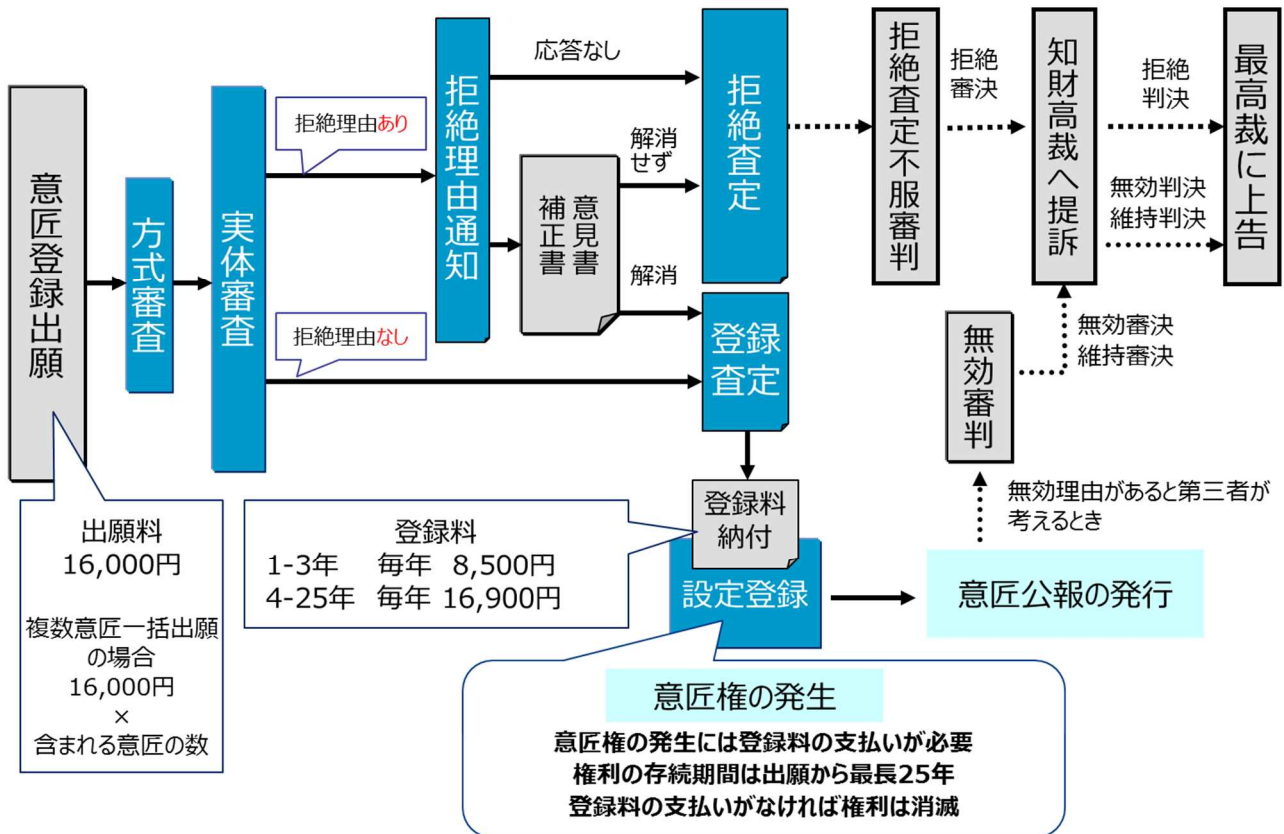 意匠登録出願
方式審査
実体審査
拒絶理由あり
拒絶理由なし
拒絶理由通知
応答なし
意見書
補正書
解消
せず
解消
拒絶査定
登録
査定
拒絶査定不服審判
拒絶
審決
知財高裁へ提訴
拒絶
判決
無効判決
維持判決
最高裁に上告
無効審判
無効審決
維持審決
無効理由があると第三者が
考えるとき
出願料
16,000円
複数意匠一括出願
の場合
16,000円
×
含まれる意匠の数
登録料
1-3年 毎年 8,500円
4-25年 毎年 16,900円
登録料
納付
設定登録
意匠公報の発行
意匠権の発生
意匠権の発生には登録料の支払いが必要
権利の存続期間は出願から最長25年
登録料の支払いがなければ権利は消滅